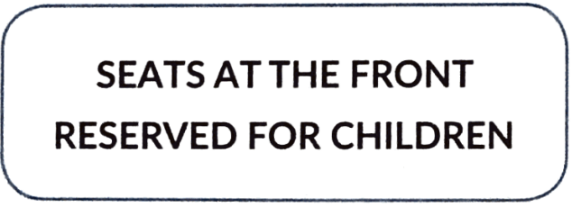 SEATS AT THE FRONT
RESERVED FOR CHILDREN